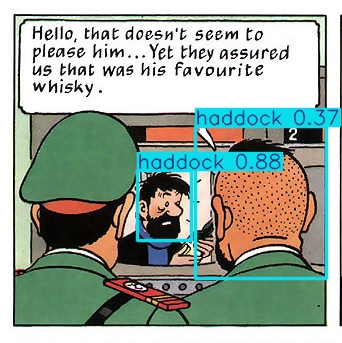 Hello, that doesn't seem to
please him...Yet they assured
us that was his favourite
whisky.
haddock 0.37
2
haddock 0.88